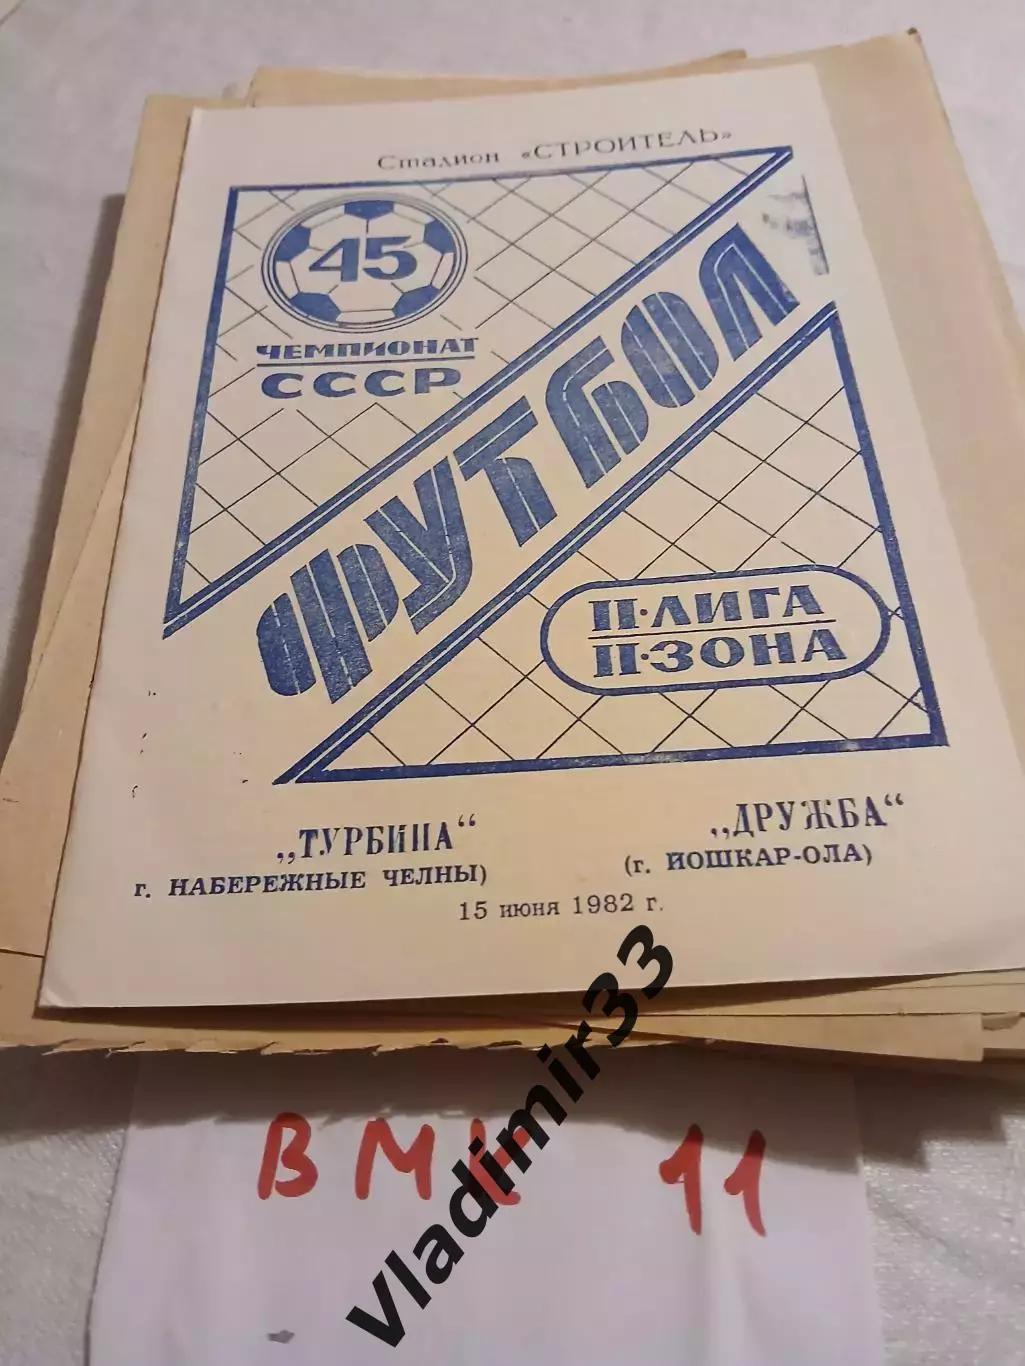 Стадион «СТРОИТЕЛЬ»
45
ЧЕМПИОНАТ
СССР
ФУТБОЛ
II·ЛИГА
II·ЗОНА
„ТУРБИНА“
г. НАБЕРЕЖНЫЕ ЧЕЛНЫ)
„ДРУЖБА“
(г. ЙОШКАР-ОЛА)
15 июня 1982 г.
11
Vladimir33